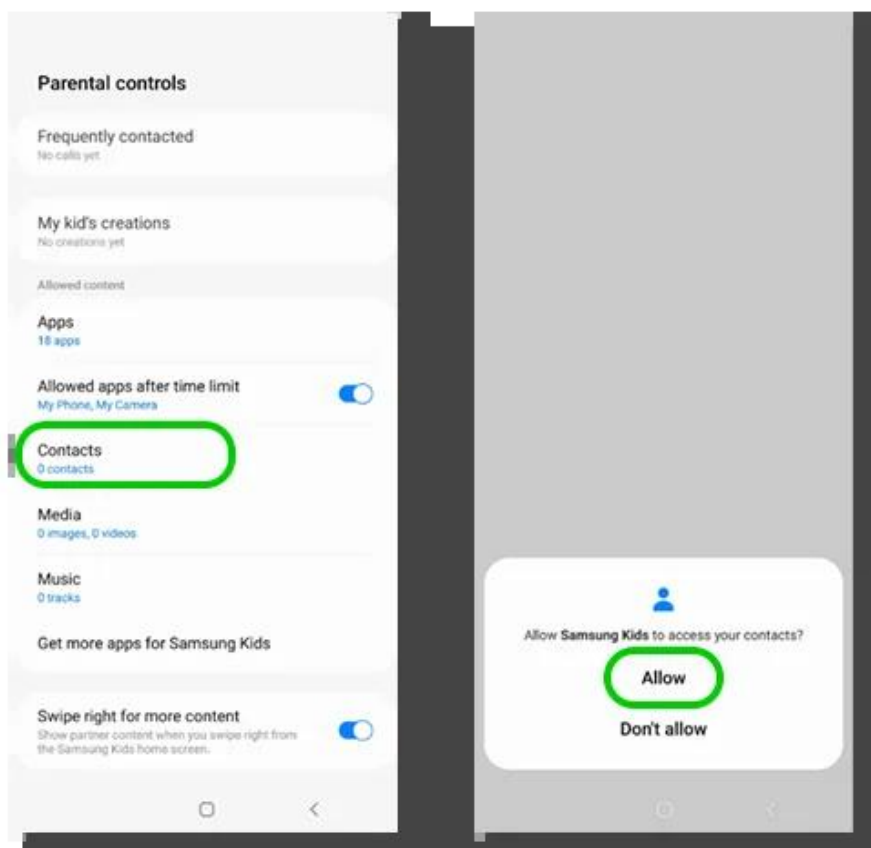 Parental controls
Frequently contacted
No calls yet
My kid's creations
No creations yet
Allowed content
Apps
18 apps
Allowed apps after time limit
My Phone, My Camera
Contacts
0 contacts
Media
0 images, 0 videos
Music
0 tracks
Get more apps for Samsung Kids
Swipe right for more content
Show partner content when you swipe right from
the Samsung Kids home screen.
Allow Samsung Kids to access your contacts?
Allow
Don't allow